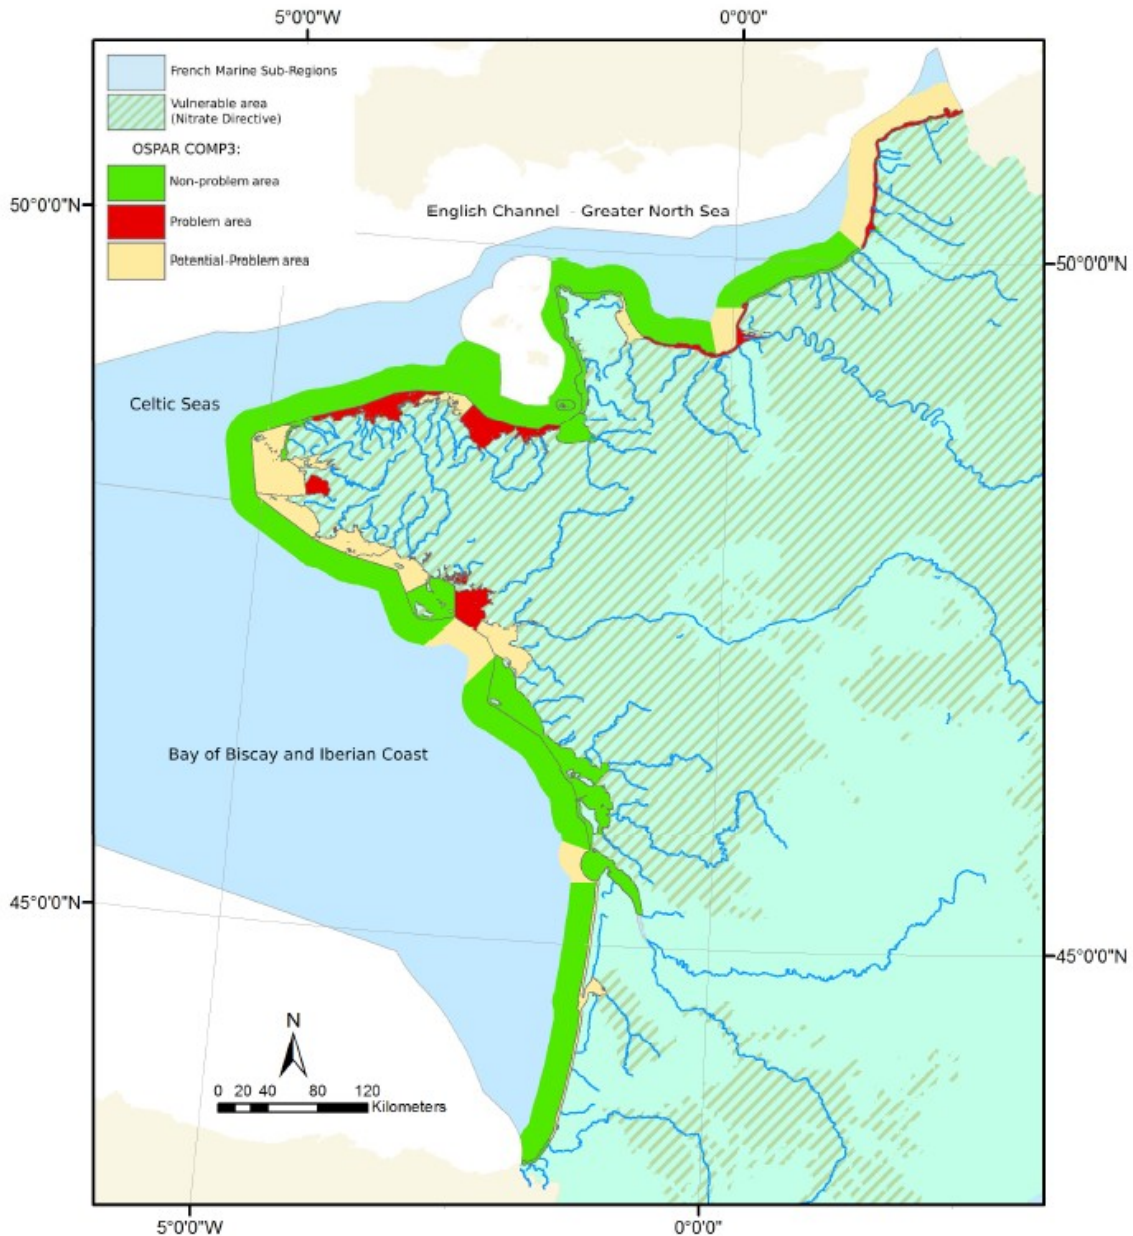 5°0'0"W
0°0'0"
French Marine Sub-Regions
Vulnerable area
(Nitrate Directive)
OSPAR COMP3:
Non-problem area
Problem area
Potential-Problem area
50°0'0"N
English Channel - Greater North Sea
50°0'0"N
Celtic Seas
Bay of Biscay and Iberian Coast
45°0'0"N
45°0'0"N
N
0 20 40 80 120
Kilometers
5°0'0"W
0°0'0"